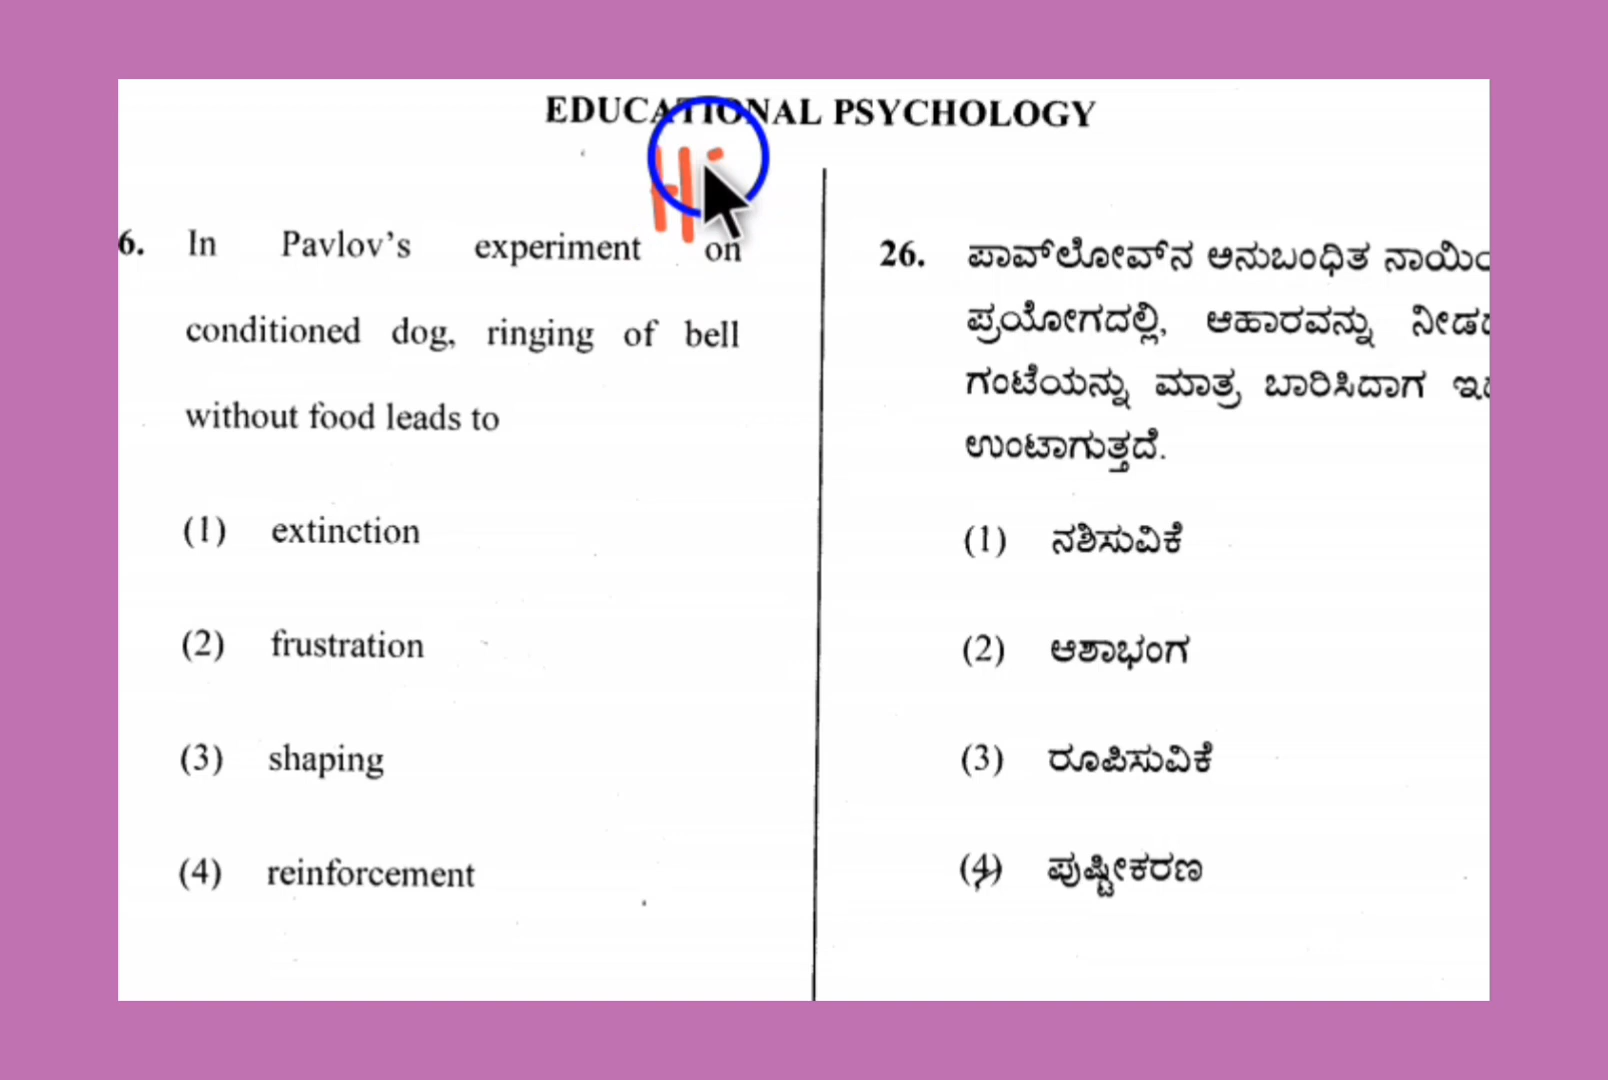 EDUCATIONAL PSYCHOLOGY
Hi
6. In Pavlov's experiment on
conditioned dog, ringing of bell
without food leads to
(1) extinction
(2) frustration
(3) shaping
(4) reinforcement
26. ಪಾವ್‌ಲೋವ್‌ನ ಅನುಬಂಧಿತ
ಪ್ರಯೋಗದಲ್ಲಿ, ಆಹಾರವನ್ನು
ಗಂಟೆಯನ್ನು ಮಾತ್ರ ಬಾರಿಸಿದಾಗ
ಉಂಟಾಗುತ್ತದೆ.
(1) ನಶಿಸುವಿಕೆ
(2) ಆಶಾಭಂಗ
(3) ರೂಪಿಸುವಿಕೆ
(4) ಪುಷ್ಟೀಕರಣ